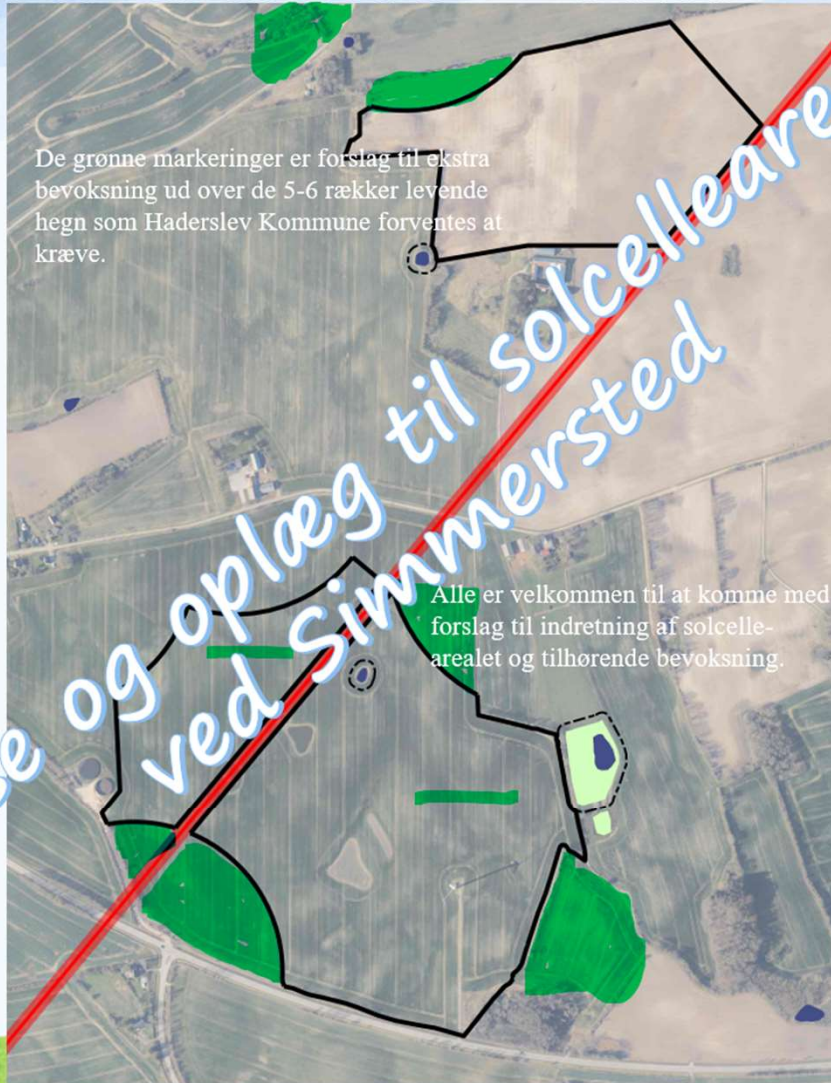 De grønne markeringer er forslag til ekstra
bevoksning ud over de 5-6 rækker levende
hegn som Haderslev Kommune forventes at
kræve.
og oplæg til solcelleare
ved Simmersted
Alle er velkommen til at komme med
forslag til indretning af solcelle-
arealet og tilhørende bevoksning.